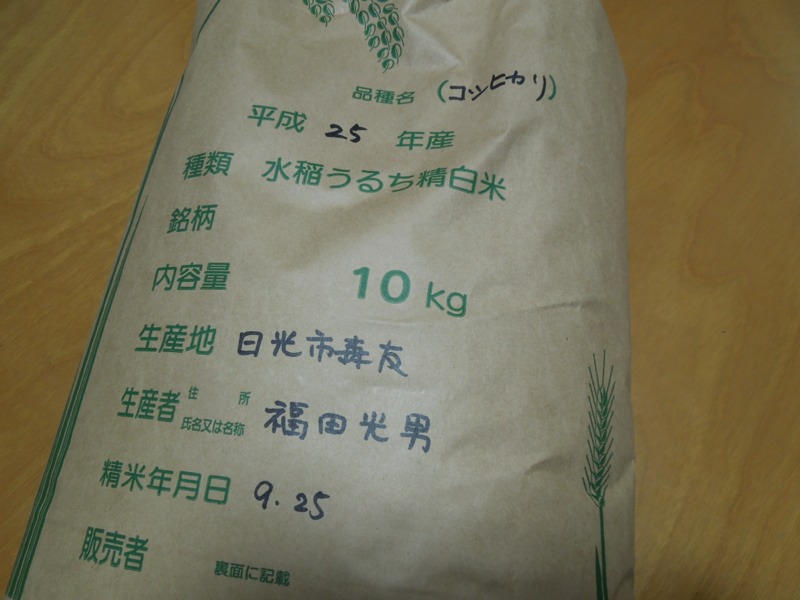 品種名 (コシヒカリ)
平成 25 年産
種類 水稲うるち精白米
銘柄
内容量 10 kg
生産地 日光市森友
生産者 住所 氏名又は名称 福田光男
精米年月日 9.25
販売者 裏面に記載